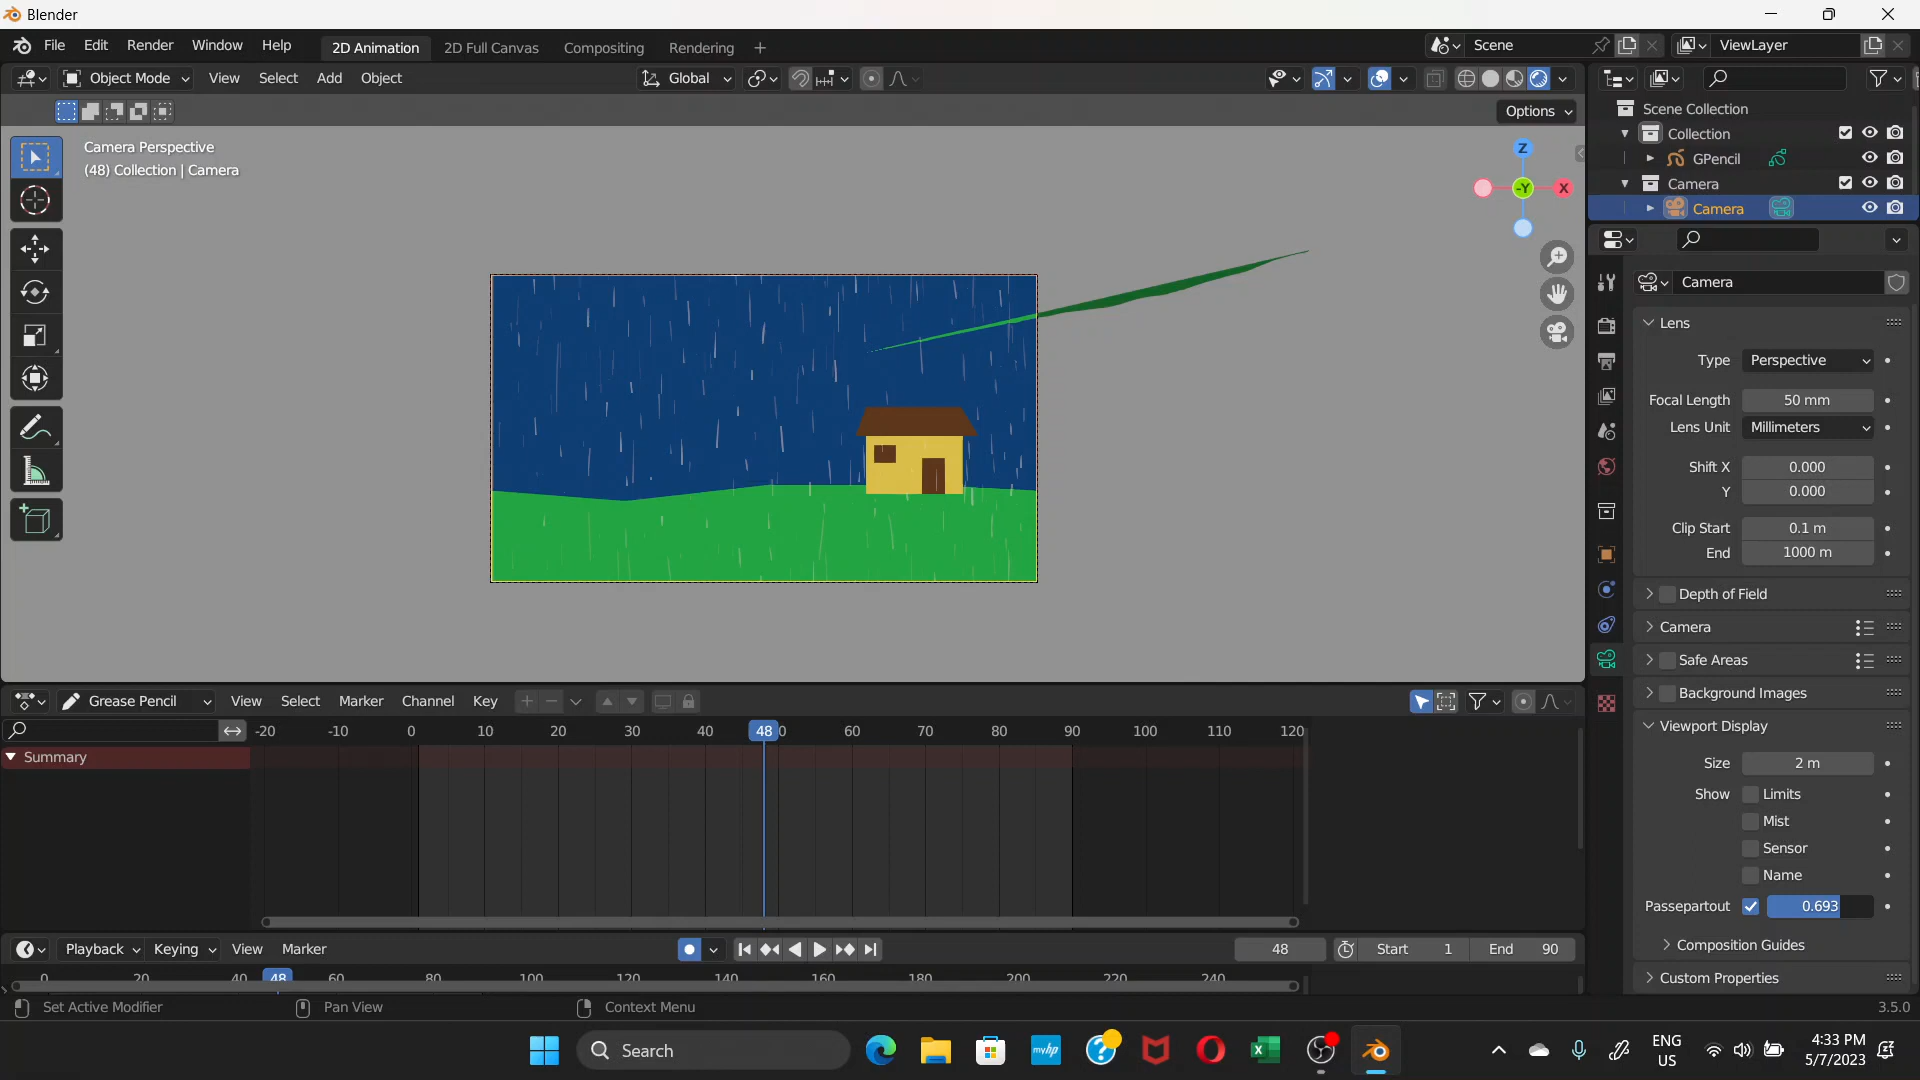 Blender
File Edit Render Window Help 2D Animation 2D Full Canvas Compositing Rendering Scene ViewLayer
Object Mode View Select Add Object Global
Options
Camera Perspective
(48) Collection | Camera
Z
-Y X
Scene Collection
Collection
GPencil
Camera
Camera
Camera
Lens
Type Perspective
Focal Length 50 mm
Lens Unit Millimeters
Shift X 0.000
Y 0.000
Clip Start 0.1 m
End 1000 m
Depth of Field
Camera
Safe Areas
Background Images
Viewport Display
Size 2 m
Show Limits
Mist
Sensor
Name
Passepartout 0.693
Composition Guides
Custom Properties
Grease Pencil View Select Marker Channel Key
-20 -10 0 10 20 30 40 48 0 60 70 80 90 100 110 120
Summary
Playback Keying View Marker 48 Start 1 End 90
0 20 40 48 60 80 100 120 140 160 180 200 220 240
Set Active Modifier Pan View Context Menu 3.5.0
Search myhp ENG US 4:33 PM 5/7/2023